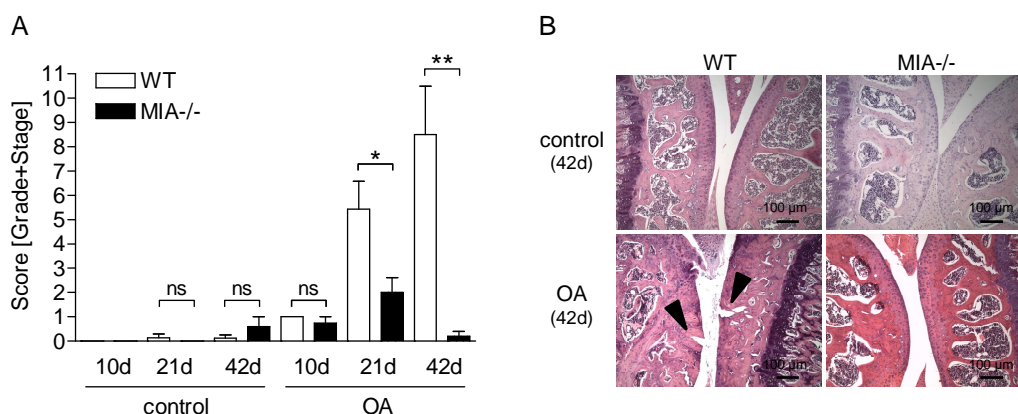 A
B
WT
MIA-/-
Score [Grade+Stage]
11
10
9
8
7
6
5
4
3
2
1
0
ns
ns
ns
*
**
10d
21d
42d
10d
21d
42d
control
OA
WT
MIA-/-
control
(42d)
100 µm
100 µm
OA
(42d)
100 µm
100 µm